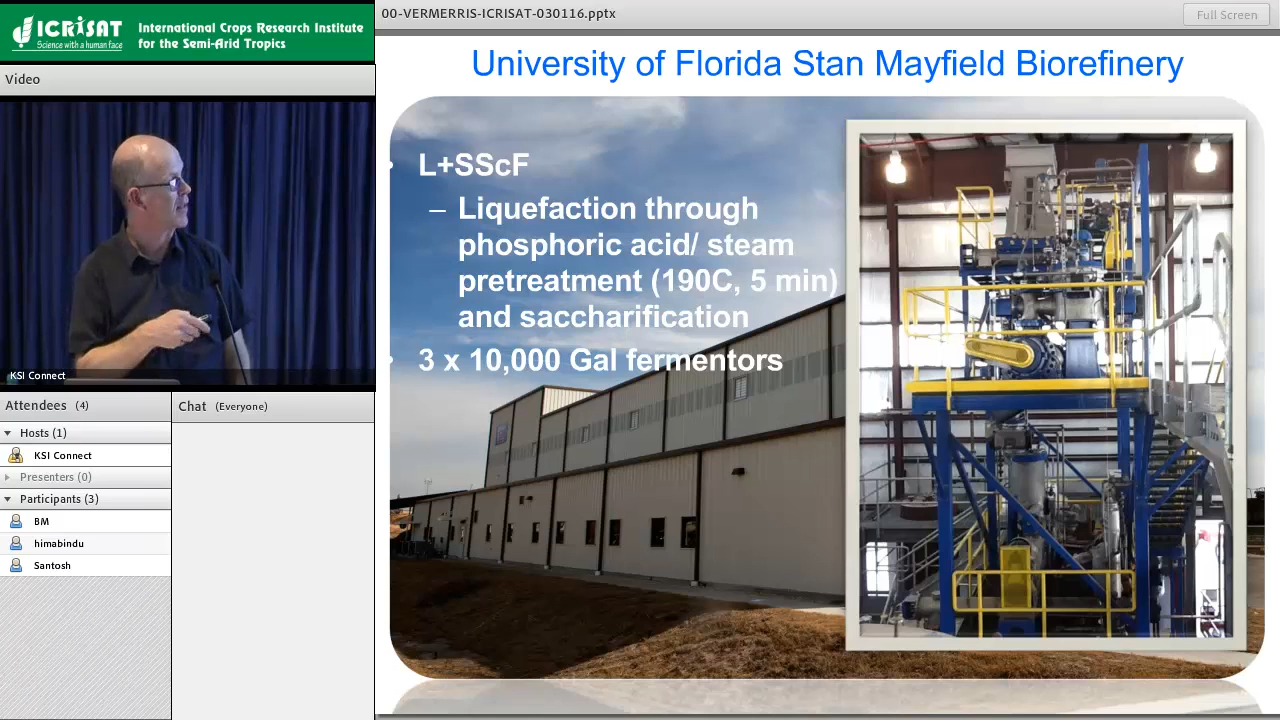 ICRISAT
Science with a human face
International Crops Research Institute
for the Semi-Arid Tropics
Video
KSI Connect
Attendees (4)
Hosts (1)
KSI Connect
Presenters (0)
Participants (3)
BM
himabindu
Santosh
Chat (Everyone)
00-VERMERRIS-ICRISAT-030116.pptx
Full Screen
University of Florida Stan Mayfield Biorefinery
• L+SScF
– Liquefaction through
phosphoric acid/ steam
pretreatment (190C, 5 min)
and saccharification
• 3 x 10,000 Gal fermentors